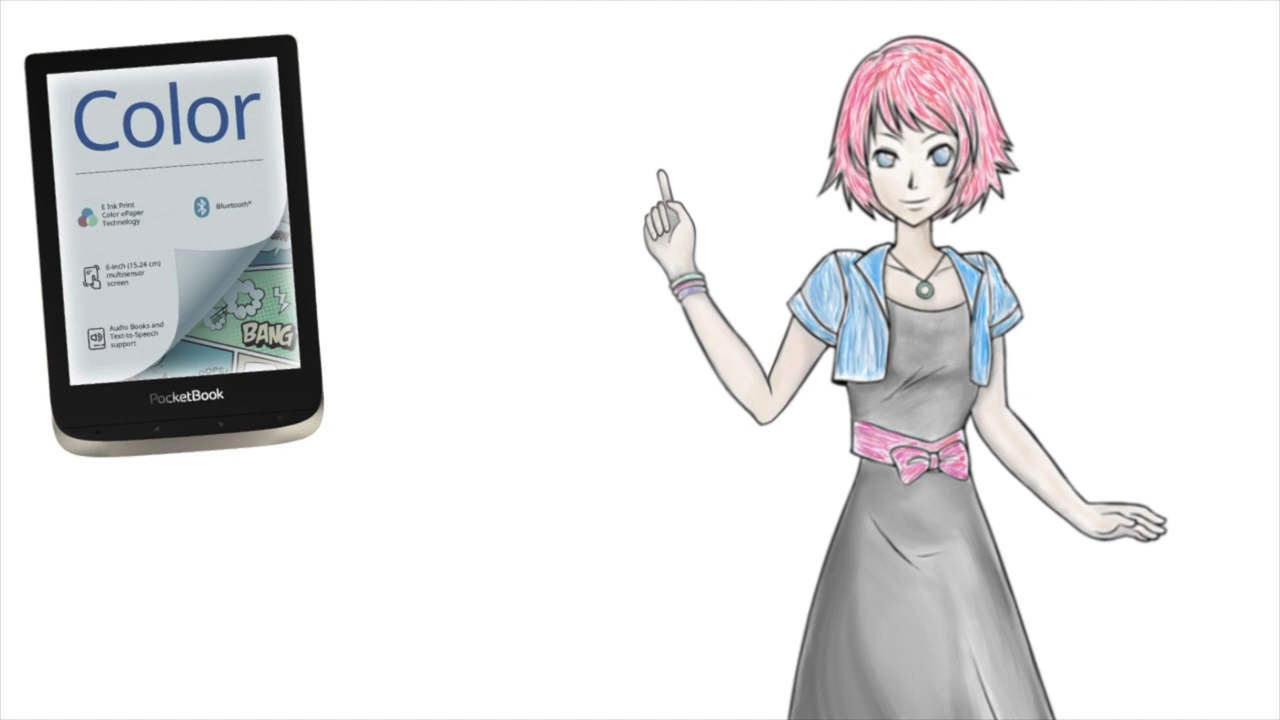 Color
E Ink Print
Color ePaper
Technology
Bluetooth®
6-inch (15.24 cm)
multisensor
screen
Audio Books and
Text-to-Speech
support
BANG
OOPS!
PocketBook